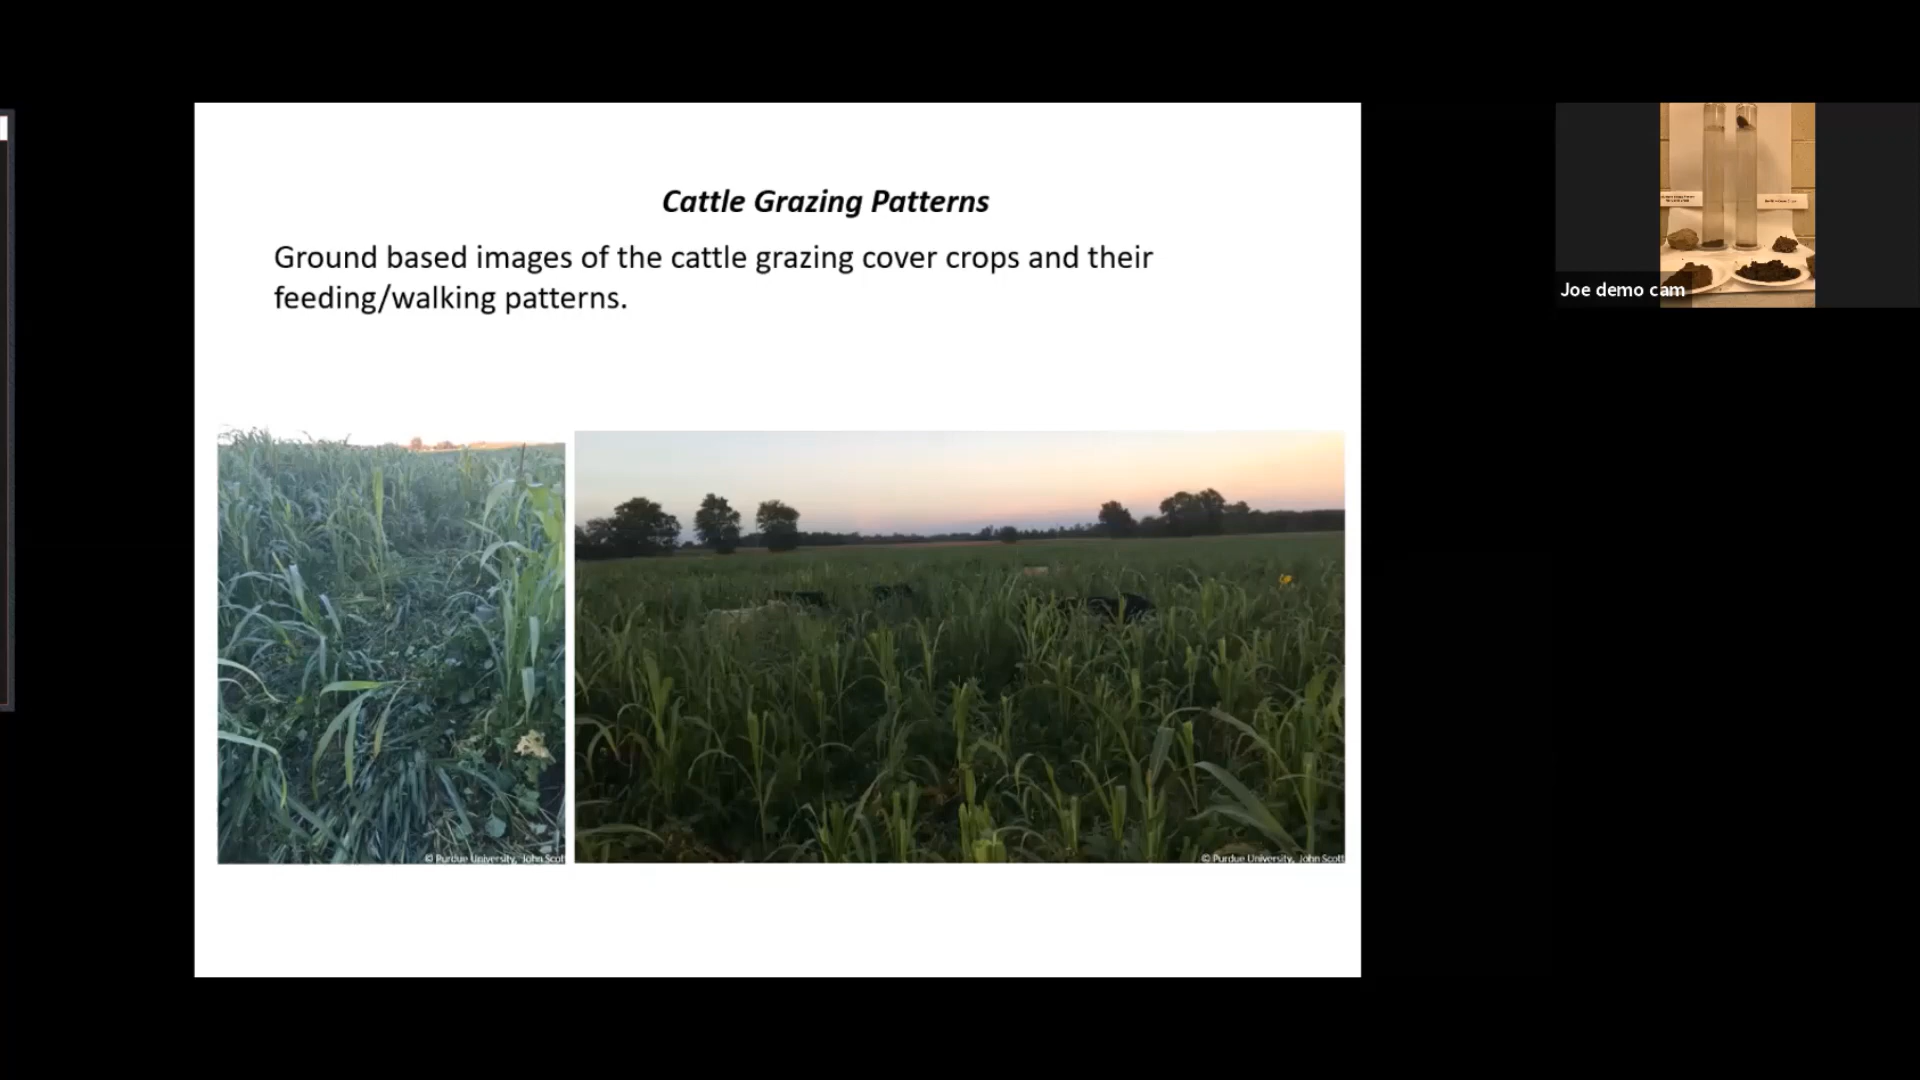 Cattle Grazing Patterns
Ground based images of the cattle grazing cover crops and their
feeding/walking patterns.
© Purdue University, John Scott
© Purdue University, John Scott
Joe demo cam